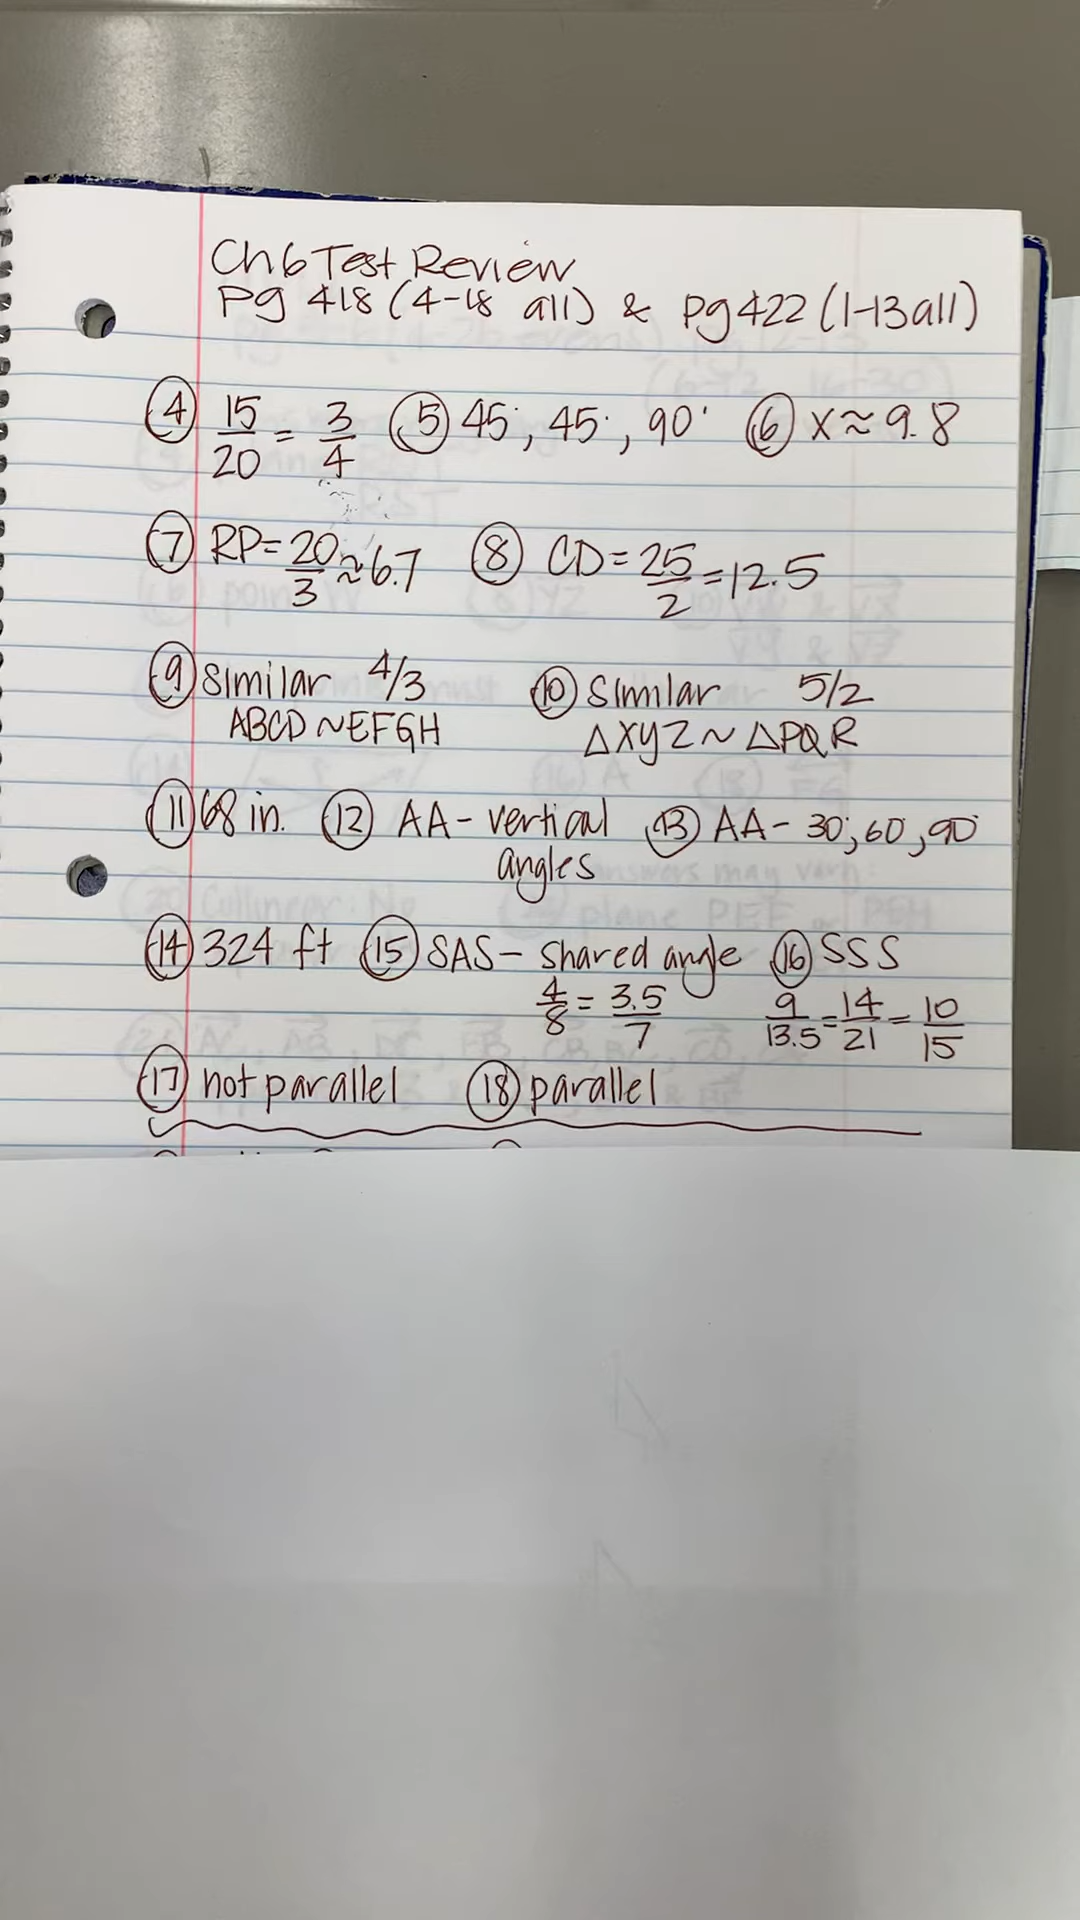 Ch 6 Test Review
pg 418 (4-18 all) & pg 422 (1-13 all)
④ 15/20 = 3/4 ⑤ 45°, 45°, 90° ⑥ x ≈ 9.8
⑦ RP = 20/3 ≈ 6.7 ⑧ CD = 25/2 = 12.5
⑨ similar 4/3 ⑩ similar 5/2
ABCD ~ EFGH △XYZ ~ △PQR
⑪ 68 in. ⑫ AA - vertical ⑬ AA - 30°, 60°, 90°
angles
⑭ 324 ft ⑮ SAS - shared angle ⑯ SSS
4/8 = 3.5/7 9/13.5 = 14/21 = 10/15
⑰ not parallel ⑱ parallel